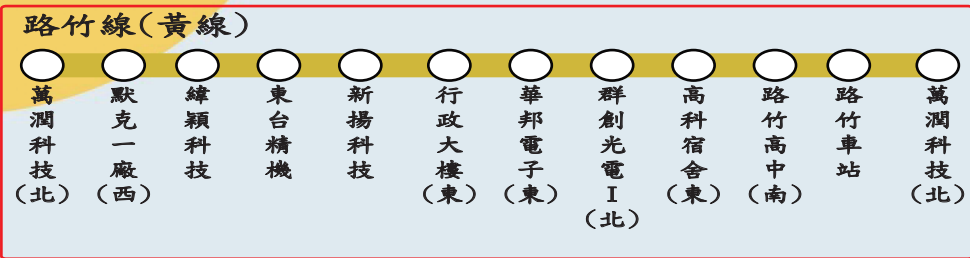 路竹線(黃線)
萬潤科技(北)
默克一廠(西)
緯穎科技
東台精機
新揚科技
行政大樓(東)
華邦電子(東)
群創光電I(北)
高科宿舍(東)
路竹高中(南)
路竹車站
萬潤科技(北)